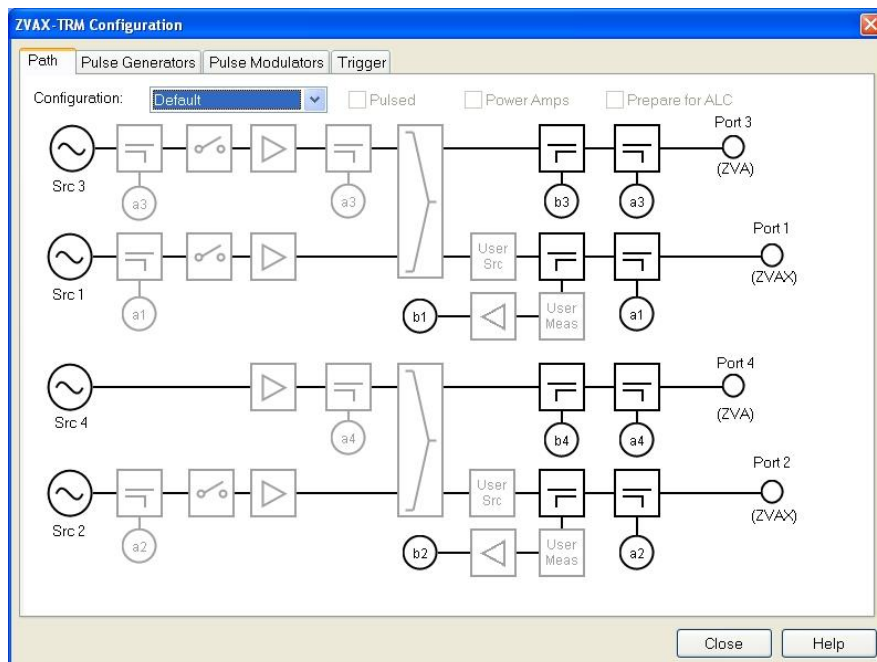 ZVAX-TRM Configuration
Path Pulse Generators Pulse Modulators Trigger
Configuration: Default Pulsed Power Amps Prepare for ALC
Port 3
Src 3
(ZVA)
a3 a3 b3 a3
Port 1
User
Src
Src 1
(ZVAX)
a1 b1 User
Meas
a1
Port 4
Src 4
(ZVA)
a4 b4 a4
Port 2
User
Src
Src 2
(ZVAX)
a2 b2 User
Meas
a2
Close Help